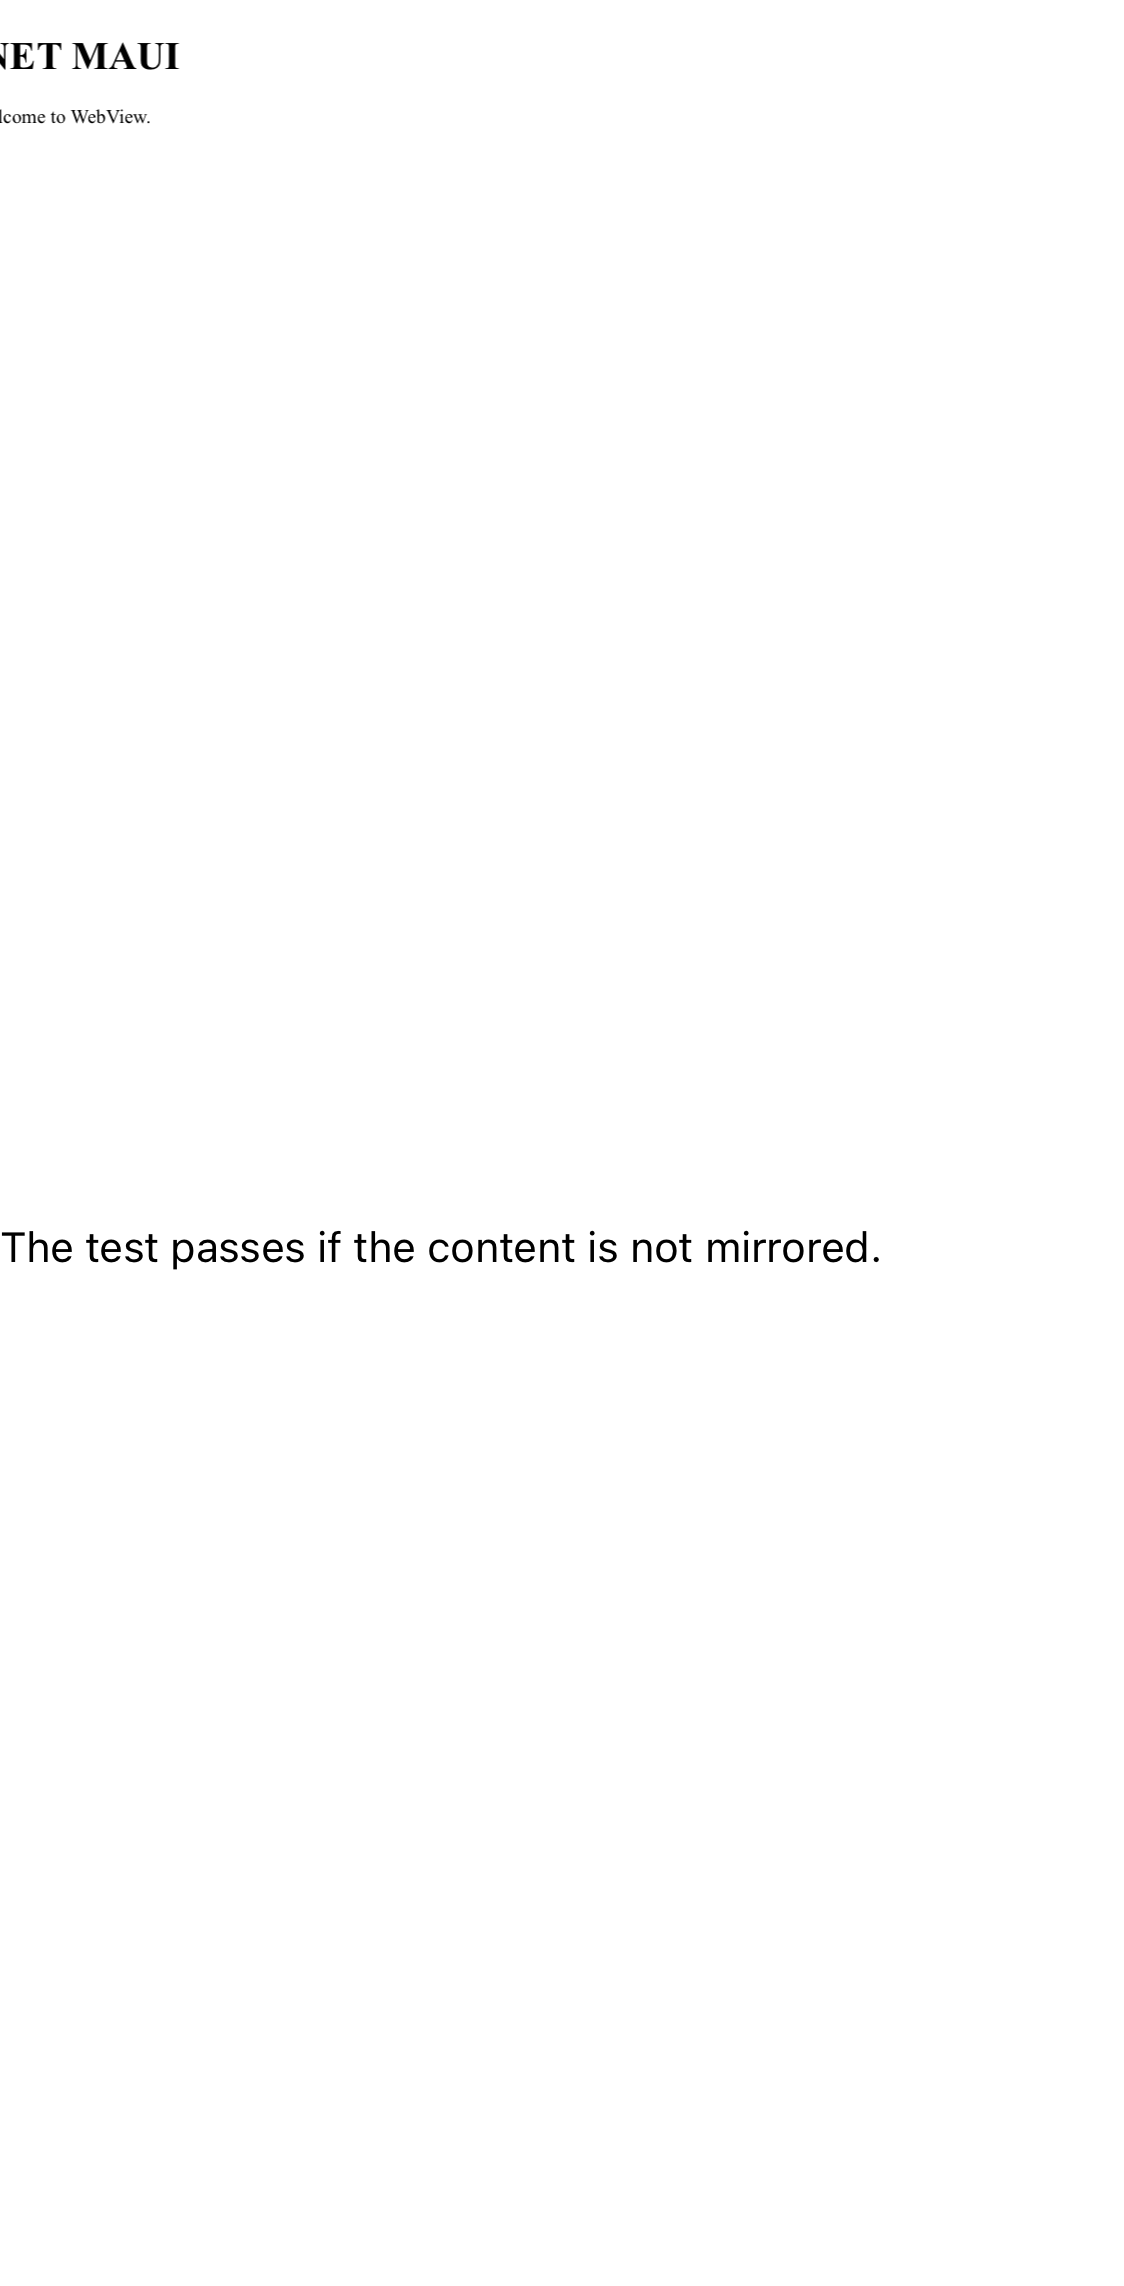 NET MAUI
lcome to WebView.
The test passes if the content is not mirrored.